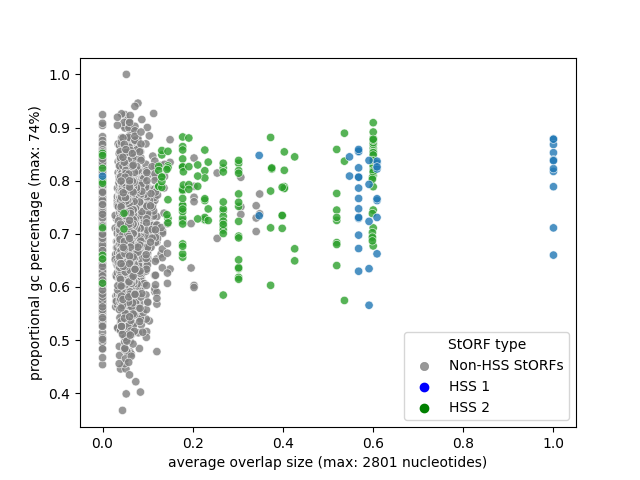 1.0
0.9
0.8
0.7
0.6
0.5
0.4
proportional gc percentage (max: 74%)
StORF type
Non-HSS StORFs
HSS 1
HSS 2
0.0 0.2 0.4 0.6 0.8 1.0
average overlap size (max: 2801 nucleotides)